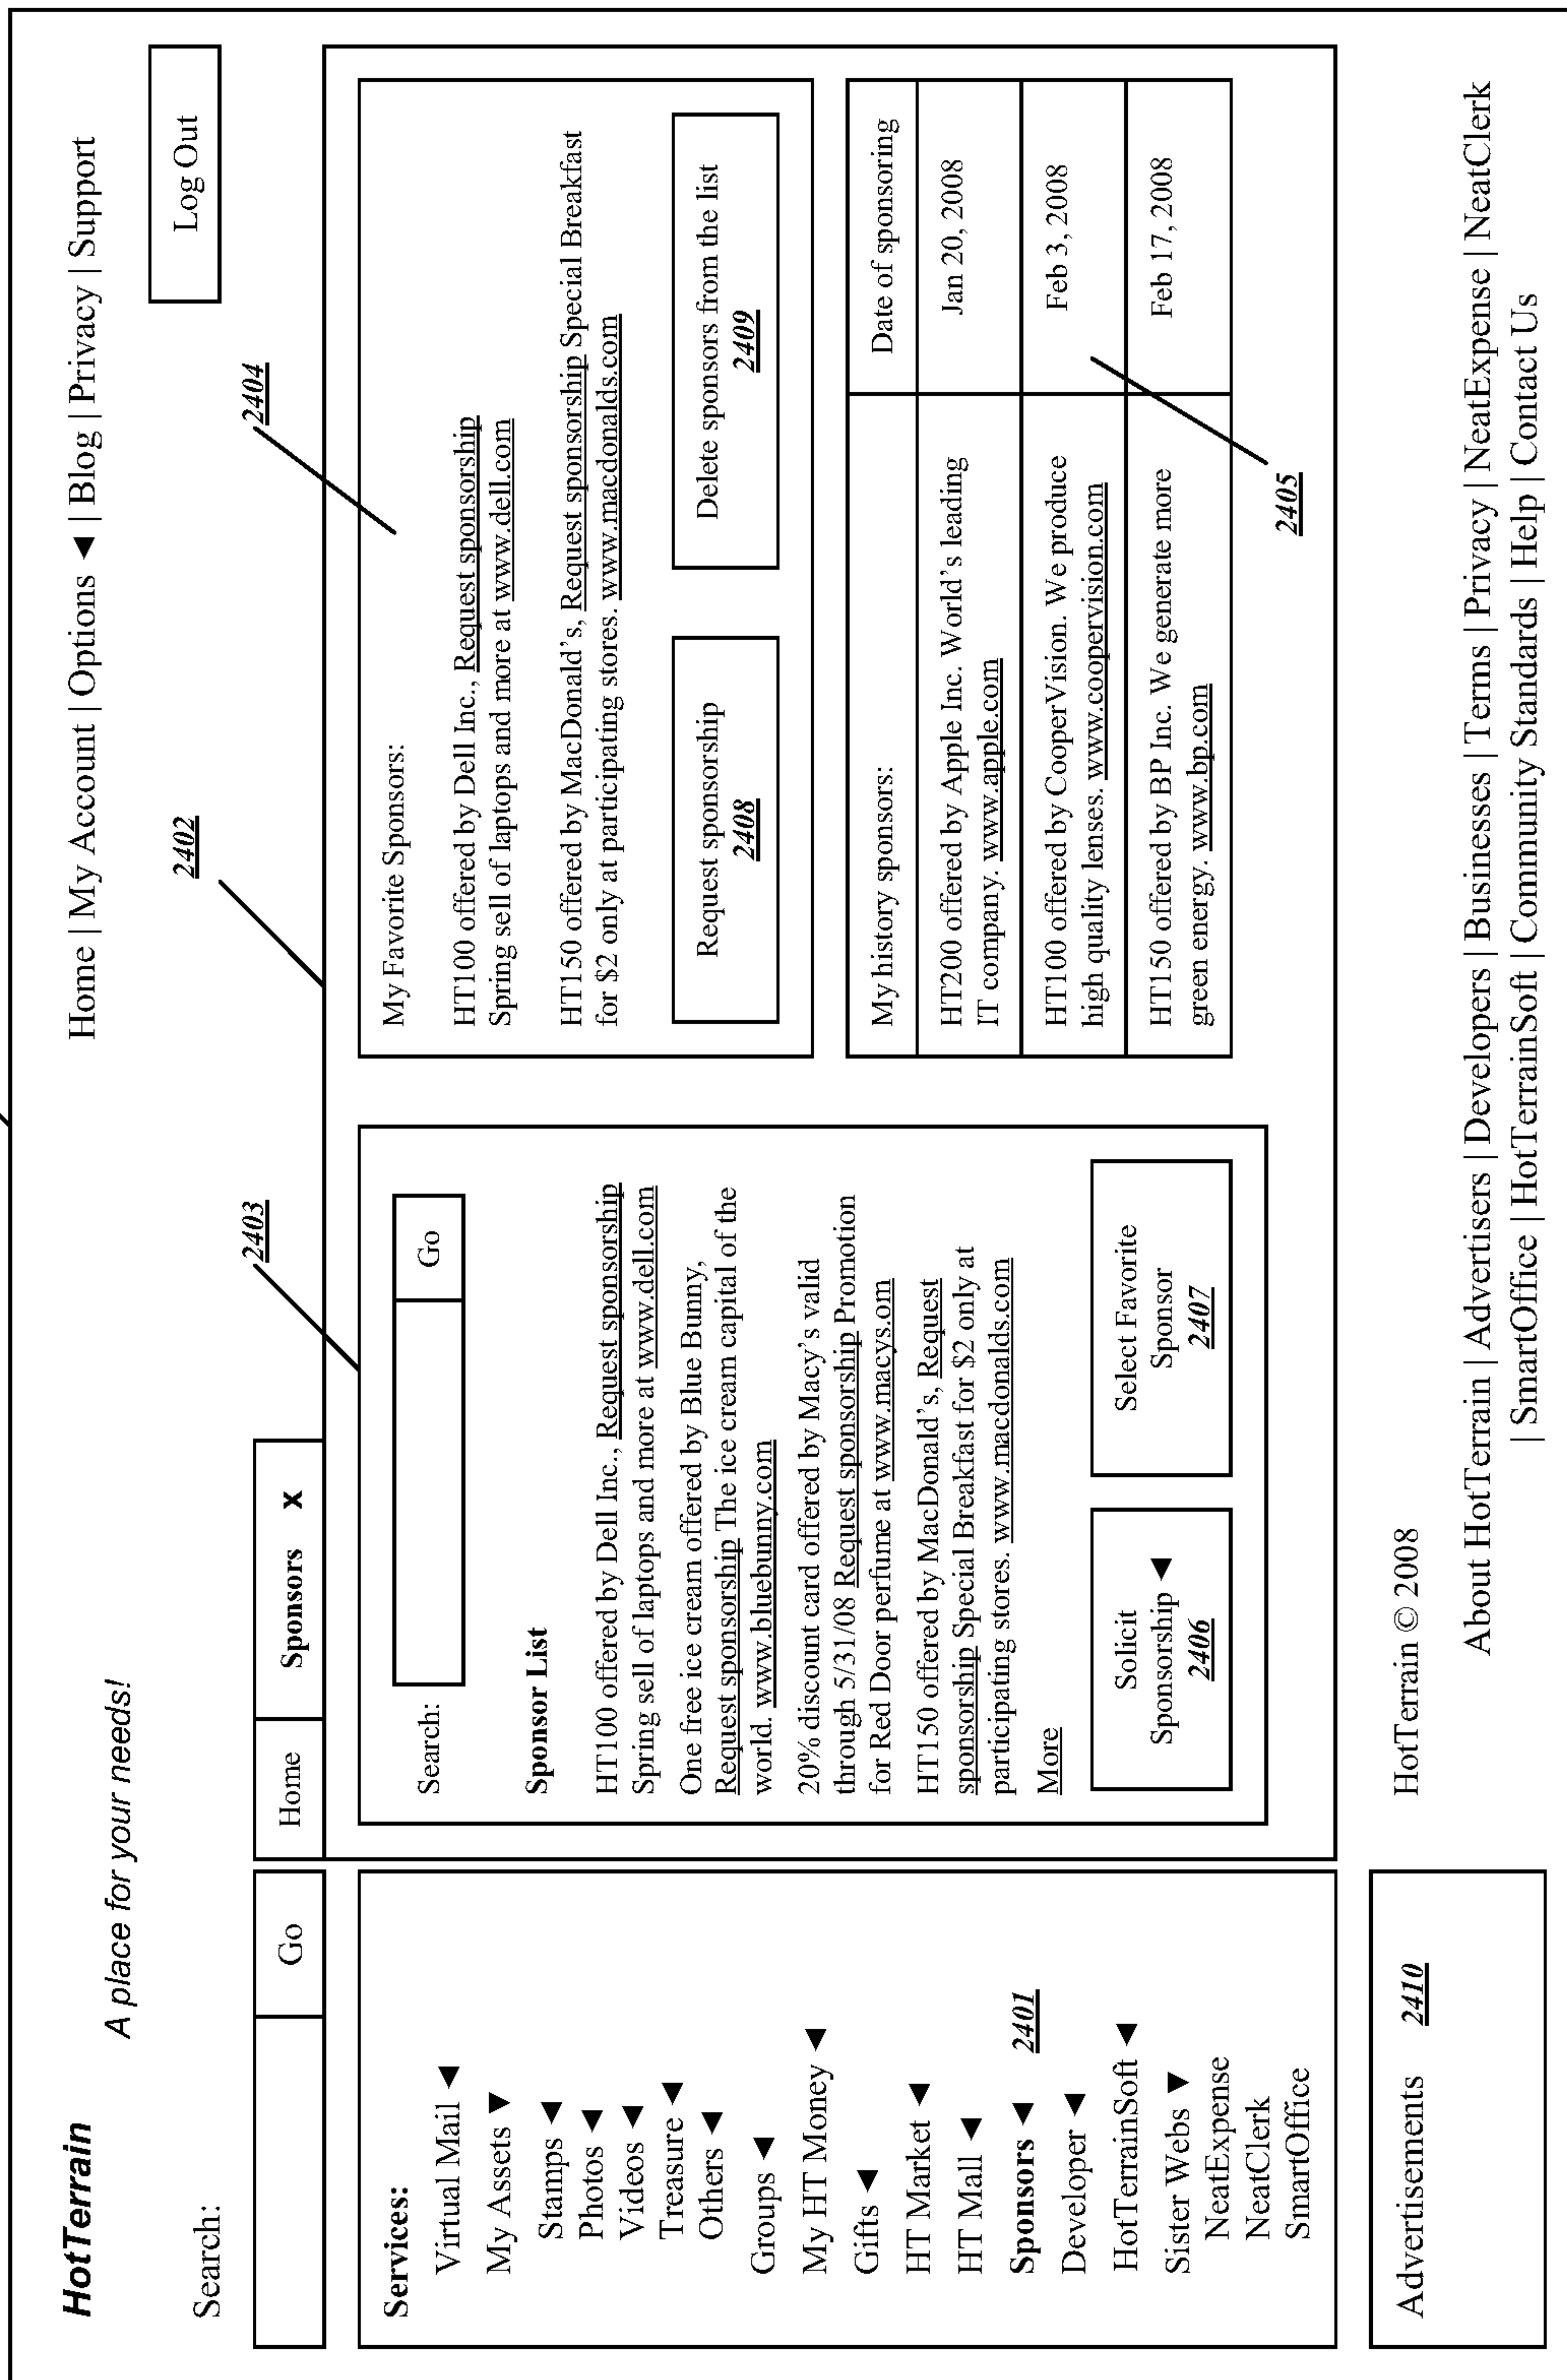 HotTerrain
A place for your needs!
Home | My Account | Options ◄ | Blog | Privacy | Support
Log Out
Search:
Go
Home
Sponsors x
2402
2403
2404
Services:
Virtual Mail ◄
My Assets ▼
Stamps ◄
Photos ◄
Videos ◄
Treasure ◄
Others ◄
Groups ◄
My HT Money ◄
Gifts ◄
HT Market ◄
HT Mall ◄
Sponsors ◄ 2401
Developer ◄
HotTerrainSoft ◄
Sister Webs ▼
NeatExpense
NeatClerk
SmartOffice
Search:
Go
Sponsor List
HT100 offered by Dell Inc., Request sponsorship
Spring sell of laptops and more at www.dell.com
One free ice cream offered by Blue Bunny,
Request sponsorship The ice cream capital of the
world. www.bluebunny.com
20% discount card offered by Macy's valid
through 5/31/08 Request sponsorship Promotion
for Red Door perfume at www.macys.om
HT150 offered by MacDonald's, Request
sponsorship Special Breakfast for $2 only at
participating stores. www.macdonalds.com
More
Solicit
Sponsorship ◄
2406
Select Favorite
Sponsor
2407
My Favorite Sponsors:
HT100 offered by Dell Inc., Request sponsorship
Spring sell of laptops and more at www.dell.com
HT150 offered by MacDonald's, Request sponsorship Special Breakfast
for $2 only at participating stores. www.macdonalds.com
Request sponsorship
2408
Delete sponsors from the list
2409
My history sponsors:
Date of sponsoring
HT200 offered by Apple Inc. World's leading
IT company. www.apple.com
Jan 20, 2008
HT100 offered by CooperVision. We produce
high quality lenses. www.coopervision.com
Feb 3, 2008
HT150 offered by BP Inc. We generate more
green energy. www.bp.com
Feb 17, 2008
2405
Advertisements 2410
HotTerrain © 2008
About HotTerrain | Advertisers | Developers | Businesses | Terms | Privacy | NeatExpense | NeatClerk
| SmartOffice | HotTerrainSoft | Community Standards | Help | Contact Us